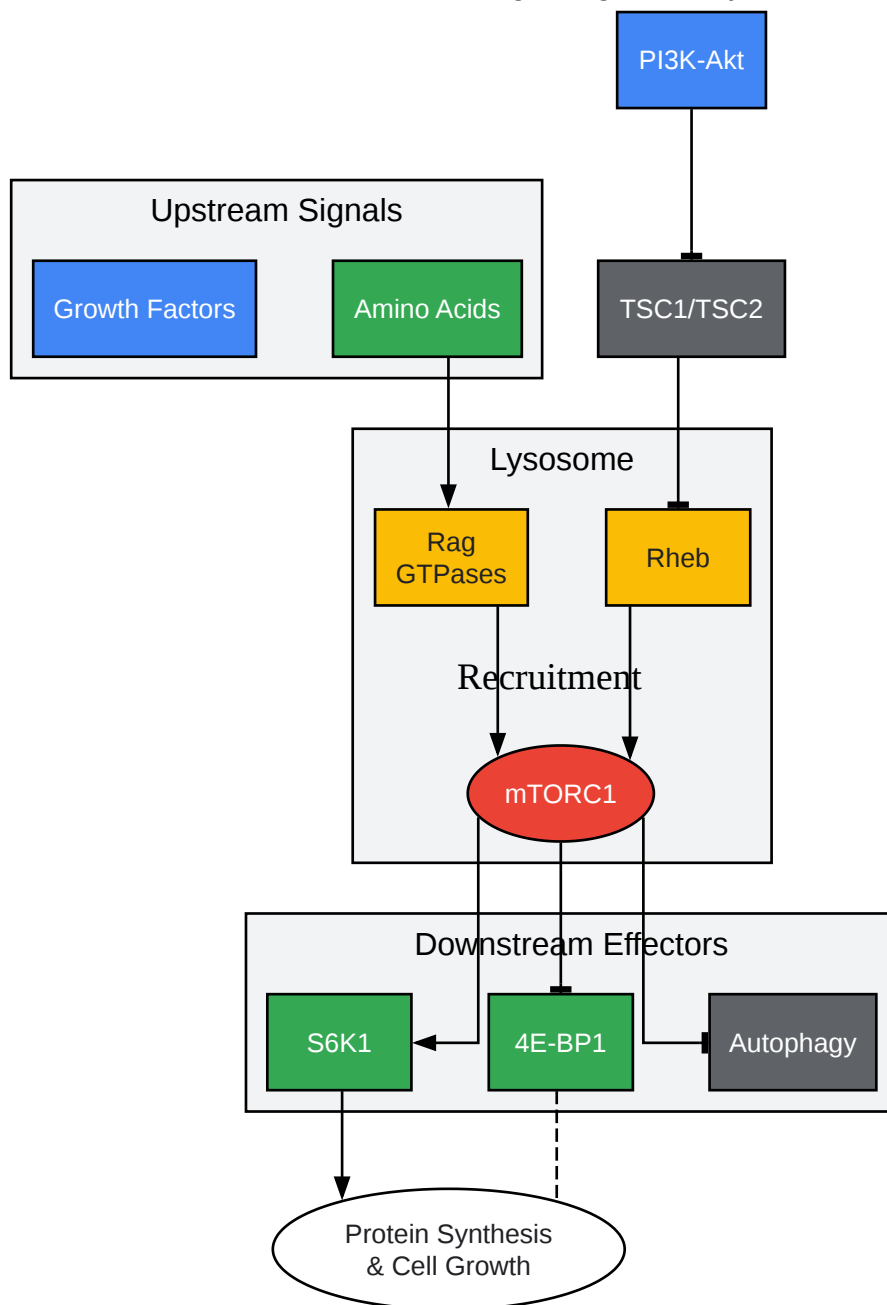 PI3K-Akt
Upstream Signals
Growth Factors
Amino Acids
TSC1/TSC2
Lysosome
Rag
GTPases
Rheb
Recruitment
mTORC1
Downstream Effectors
S6K1
4E-BP1
Autophagy
Protein Synthesis
& Cell Growth